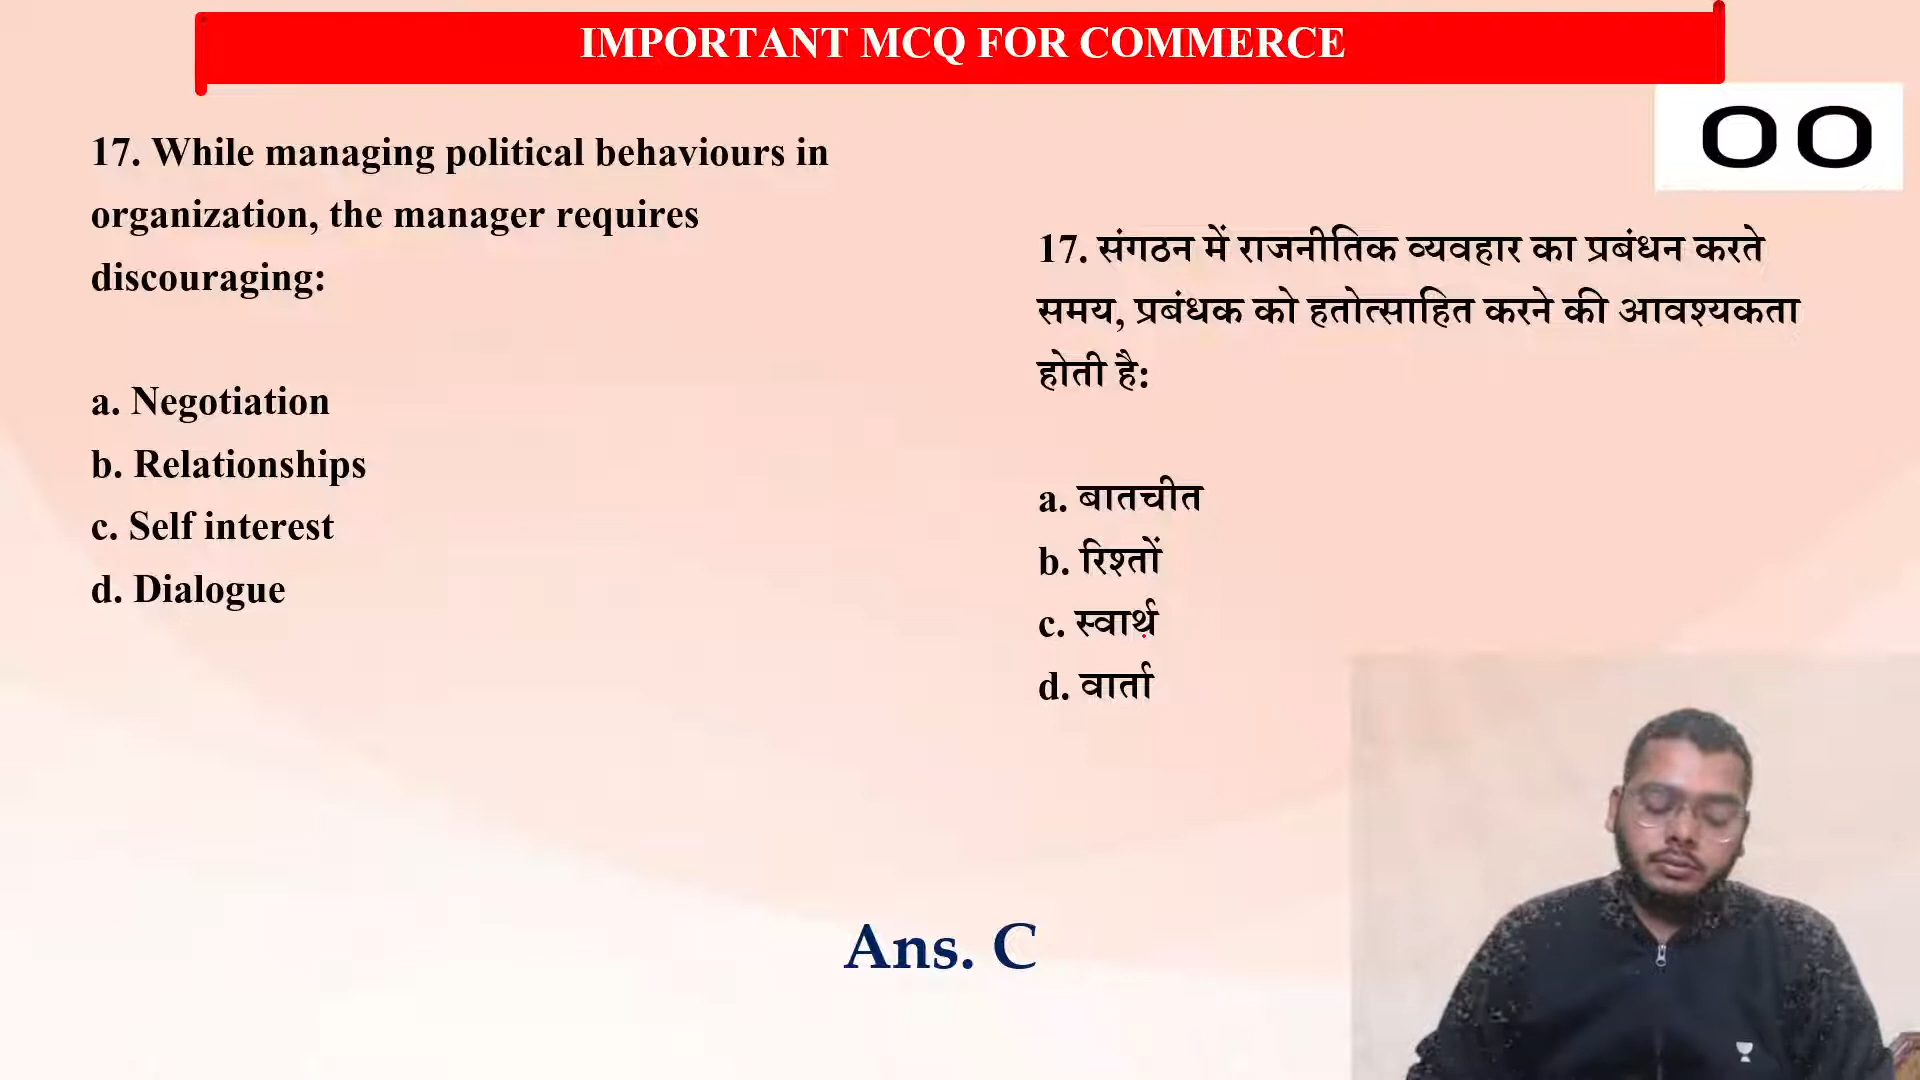 IMPORTANT MCQ FOR COMMERCE
00
17. While managing political behaviours in
organization, the manager requires
discouraging:
a. Negotiation
b. Relationships
c. Self interest
d. Dialogue
17. संगठन में राजनीतिक व्यवहार का प्रबंधन करते
समय, प्रबंधक को हतोत्साहित करने की आवश्यकता
होती है:
a. बातचीत
b. रिश्तों
c. स्वार्थ
d. वार्ता
Ans. C